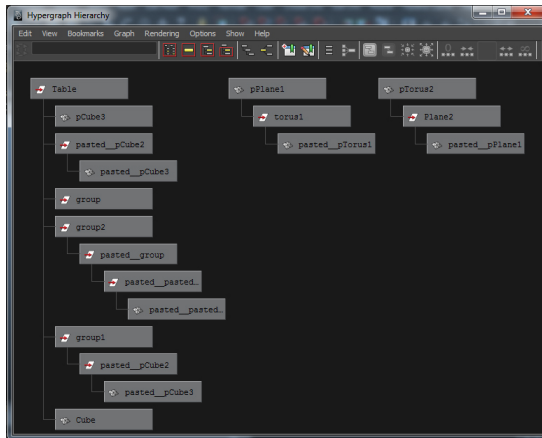 Hypergraph Hierarchy
Edit View Bookmarks Graph Rendering Options Show Help
Table
pPlane1
pTorus2
pCube3
torus1
Plane2
pasted__pCube2
pasted__pTorus1
pasted__pPlane1
pasted__pCube3
group
group2
pasted__group
pasted__pasted…
pasted__pasted…
group1
pasted__pCube2
pasted__pCube3
Cube